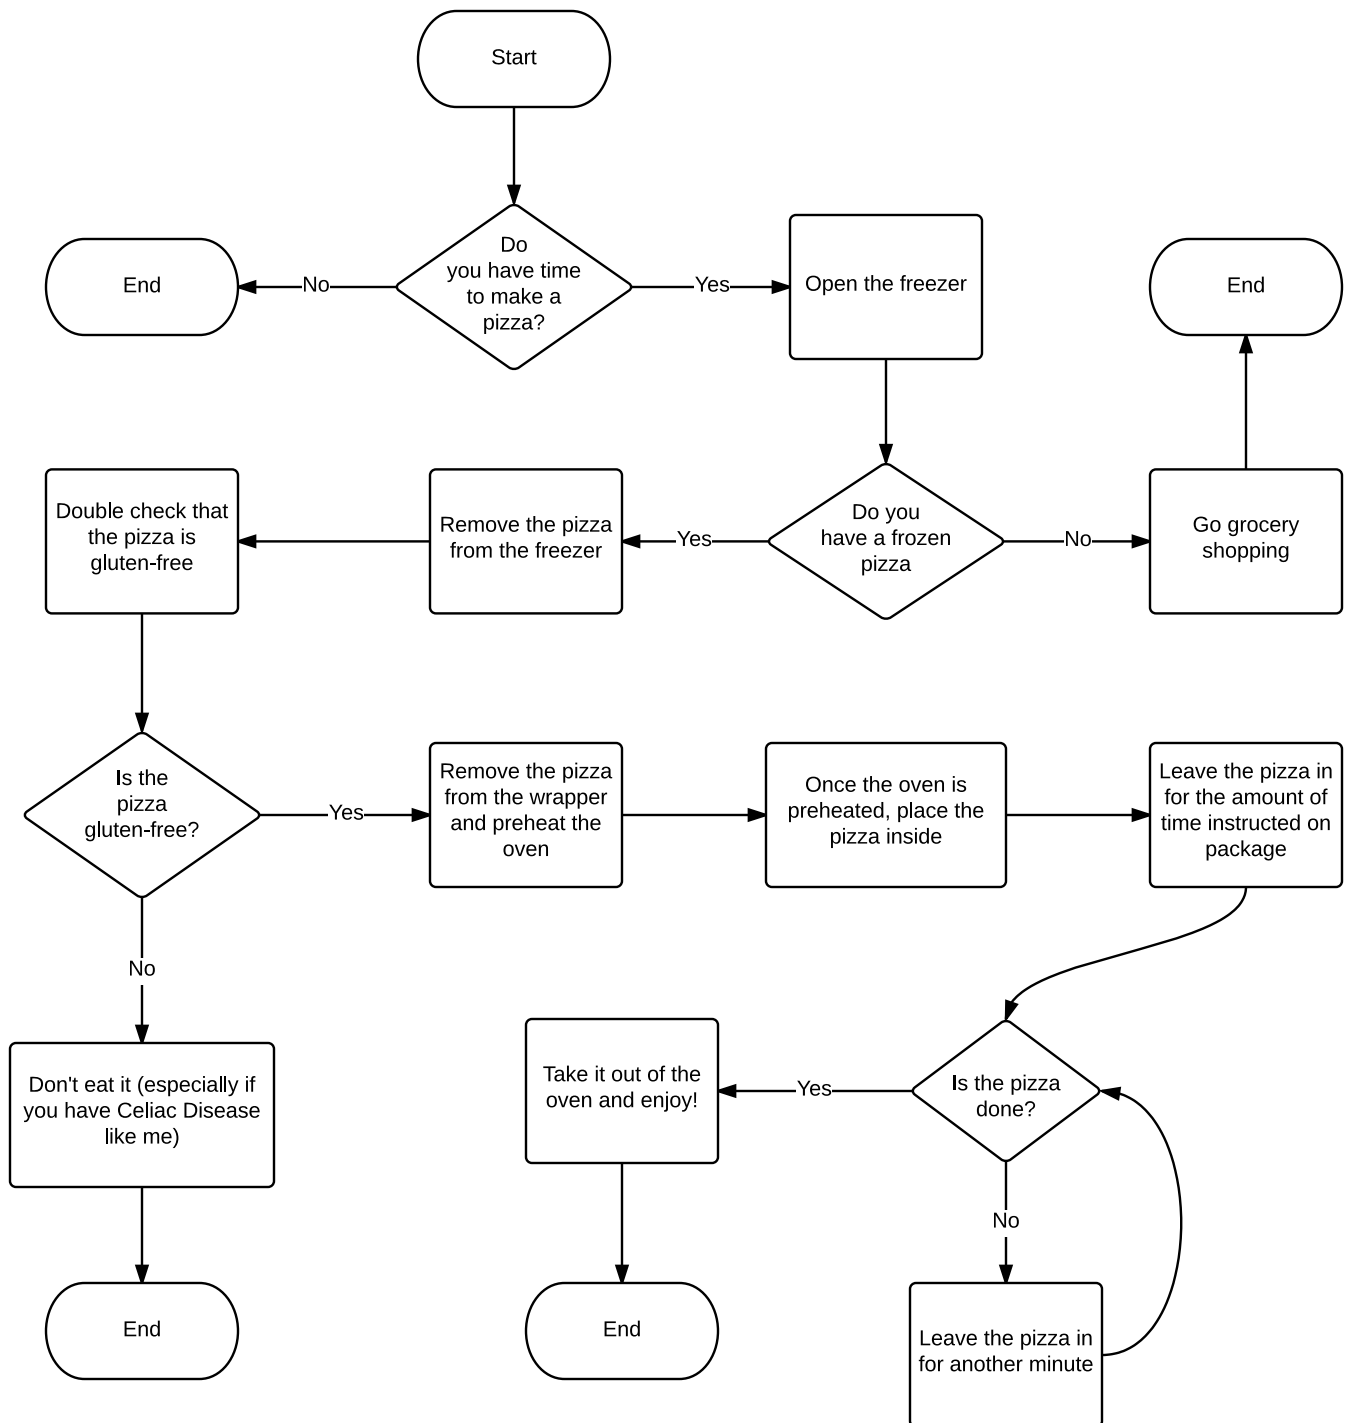 Start
Do
you have time
to make a
pizza?
No
End
Yes
Open the freezer
End
Do you
have a frozen
pizza
No
Go grocery
shopping
Yes
Remove the pizza
from the freezer
Double check that
the pizza is
gluten-free
Is the
pizza
gluten-free?
Yes
Remove the pizza
from the wrapper
and preheat the
oven
Once the oven is
preheated, place the
pizza inside
Leave the pizza in
for the amount of
time instructed on
package
No
Don't eat it (especially if
you have Celiac Disease
like me)
End
Is the pizza
done?
Yes
Take it out of the
oven and enjoy!
End
No
Leave the pizza in
for another minute